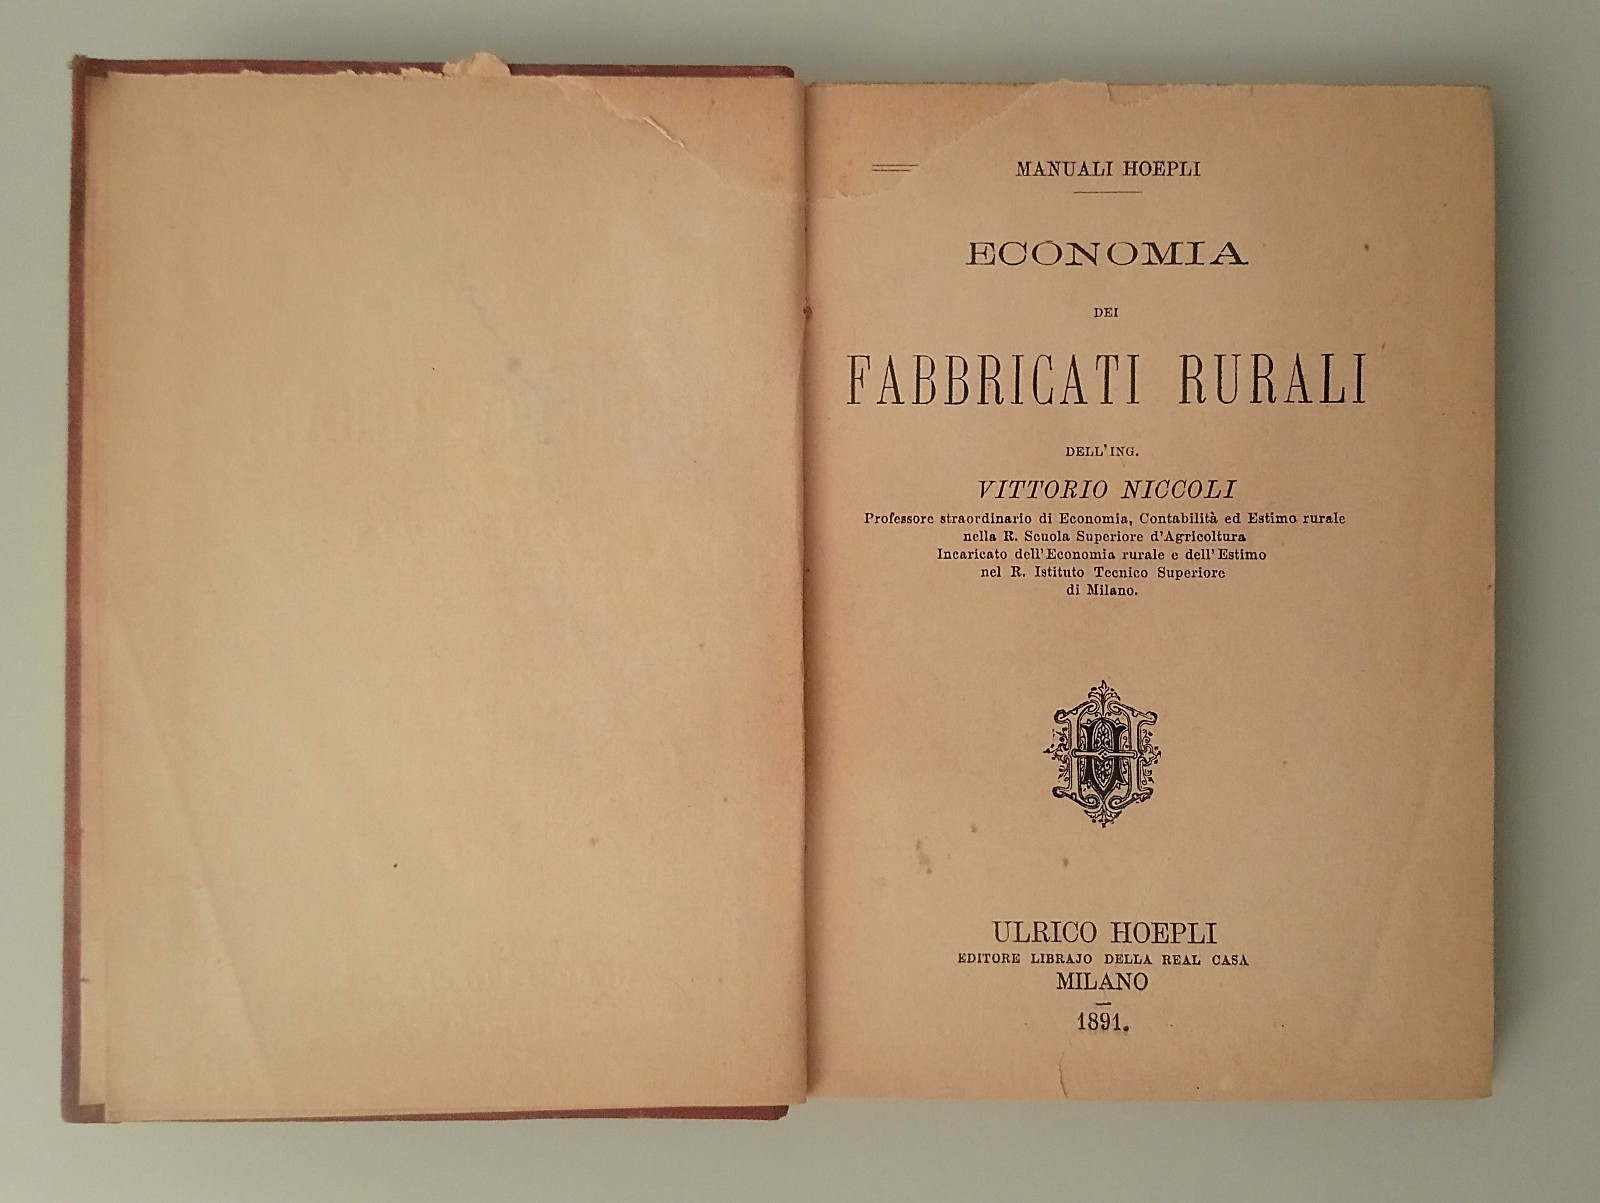 MANUALI HOEPLI
ECONOMIA
DEI
FABBRICATI RURALI
DELL'ING.
VITTORIO NICCOLI
Professore straordinario di Economia, Contabilità ed Estimo rurale
nella R. Scuola Superiore d'Agricoltura
Incaricato dell'Economia rurale e dell'Estimo
nel R. Istituto Tecnico Superiore
di Milano.
ULRICO HOEPLI
EDITORE LIBRAJO DELLA REAL CASA
MILANO
1891.